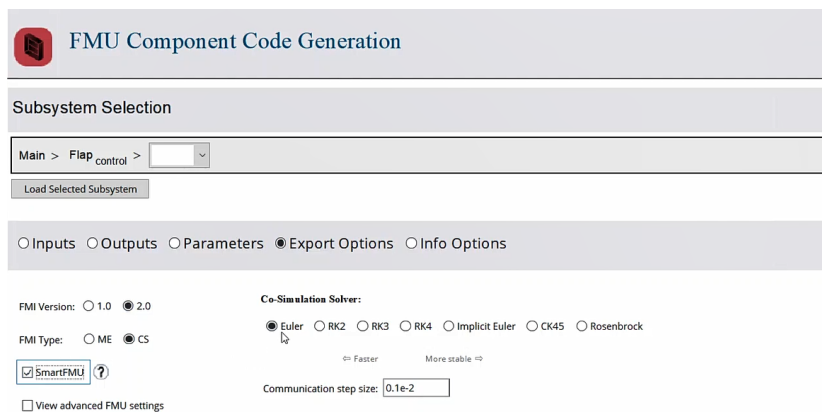 FMU Component Code Generation
Subsystem Selection
Main > Flap control >
Load Selected Subsystem
Inputs Outputs Parameters Export Options Info Options
FMI Version: 1.0 2.0
Co-Simulation Solver:
Euler RK2 RK3 RK4 Implicit Euler CK45 Rosenbrock
FMI Type: ME CS
⇐ Faster More stable ⇒
SmartFMU ?
Communication step size: 0.1e-2
View advanced FMU settings